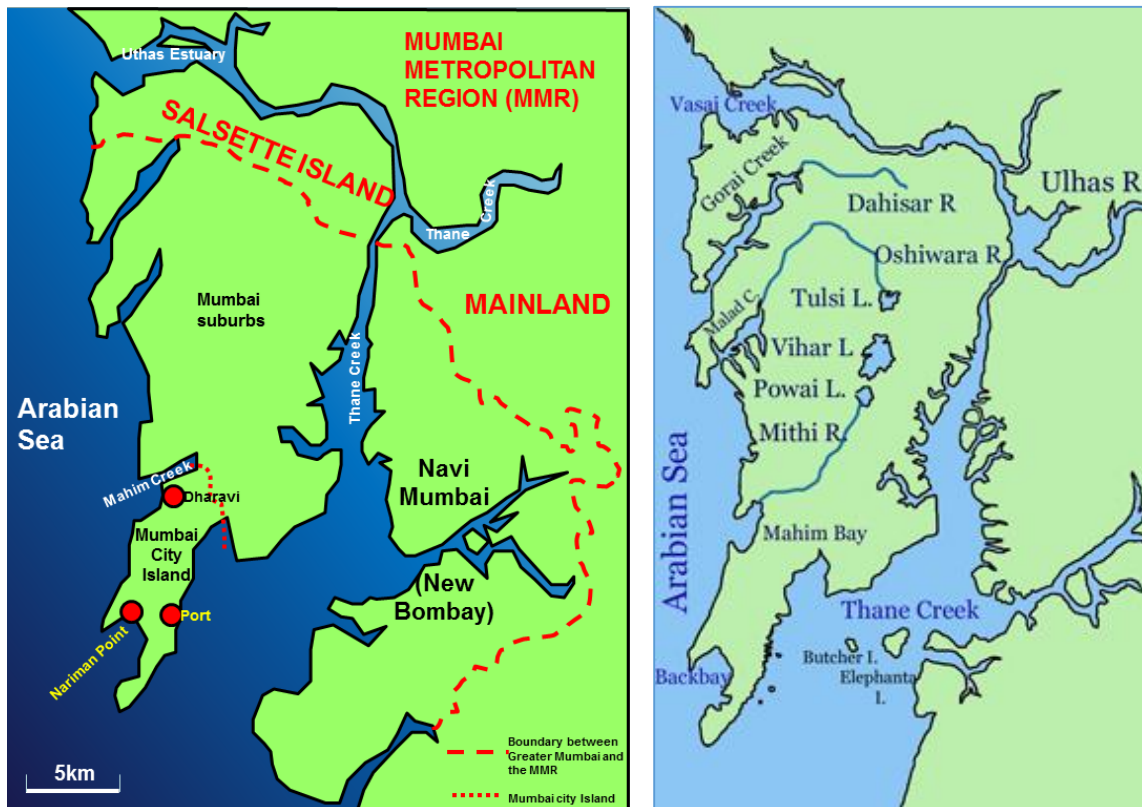 Uthas Estuary
MUMBAI
METROPOLITAN
REGION (MMR)
SALSETTE ISLAND
Thane
Creek
MAINLAND
Mumbai
suburbs
Thane Creek
Arabian
Sea
Mahim Creek
Dharavi
Navi
Mumbai
Mumbai
City
Island
(New
Bombay)
Port
Nariman Point
Boundary between
Greater Mumbai and
the MMR
5km
Mumbai city Island
Vasai Creek
Gorai Creek
Ulhas R
Dahisar R
Oshiwara R
Malad C.
Tulsi L.
Vihar L
Powai L.
Mithi R.
Arabian Sea
Mahim Bay
Thane Creek
Butcher I.
Elephanta
I.
Backbay